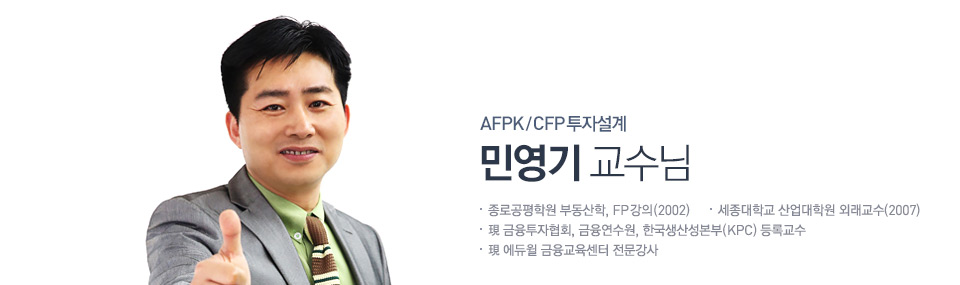 AFPK/CFP 투자설계
민영기 교수님
· 종로공평학원 부동산학, FP강의(2002) · 세종대학교 산업대학원 외래교수(2007)
· 現 금융투자협회, 금융연수원, 한국생산성본부(KPC) 등록교수
· 現 에듀윌 금융교육센터 전문강사